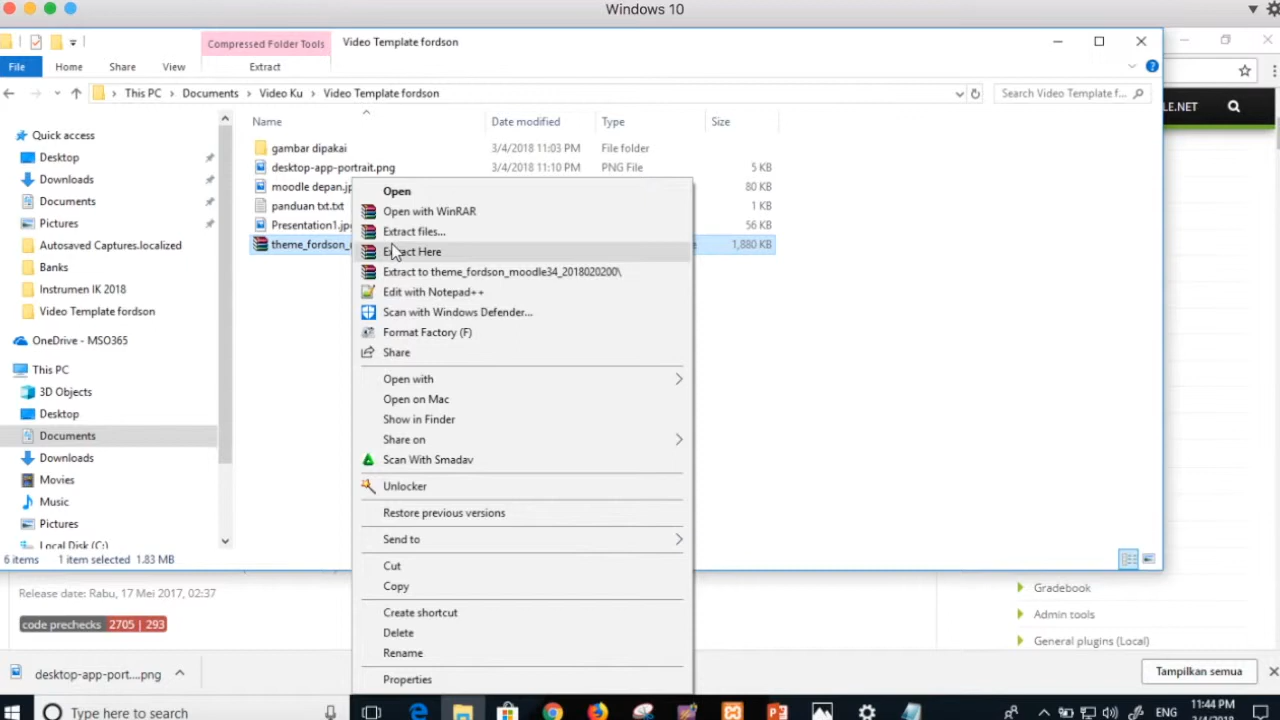 Windows 10
Compressed Folder Tools
Video Template fordson
File
Home
Share
View
Extract
This PC
Documents
Video Ku
Video Template fordson
Search Video Template f...
LE.NET
Name
Date modified
Type
Size
gambar dipakai
3/4/2018 11:03 PM
File folder
desktop-app-portrait.png
3/4/2018 11:10 PM
PNG File
5 KB
moodle depan.jp
80 KB
panduan txt.txt
1 KB
Presentation1.jpg
56 KB
theme_fordson_
1,880 KB
Quick access
Desktop
Downloads
Documents
Pictures
Autosaved Captures.localized
Banks
Instrumen IK 2018
Video Template fordson
OneDrive - MSO365
This PC
3D Objects
Desktop
Documents
Downloads
Movies
Music
Pictures
Local Disk (C:)
6 items
1 item selected 1.83 MB
Open
Open with WinRAR
Extract files...
Extract Here
Extract to theme_fordson_moodle34_2018020200\
Edit with Notepad++
Scan with Windows Defender...
Format Factory (F)
Share
Open with
Open on Mac
Show in Finder
Share on
Scan With Smadav
Unlocker
Restore previous versions
Send to
Cut
Copy
Create shortcut
Delete
Rename
Properties
Release date: Rabu, 17 Mei 2017, 02:37
code prechecks 2705 | 293
Gradebook
Admin tools
General plugins (Local)
desktop-app-port....png
Tampilkan semua
Type here to search
ENG
11:44 PM
3/4/2018